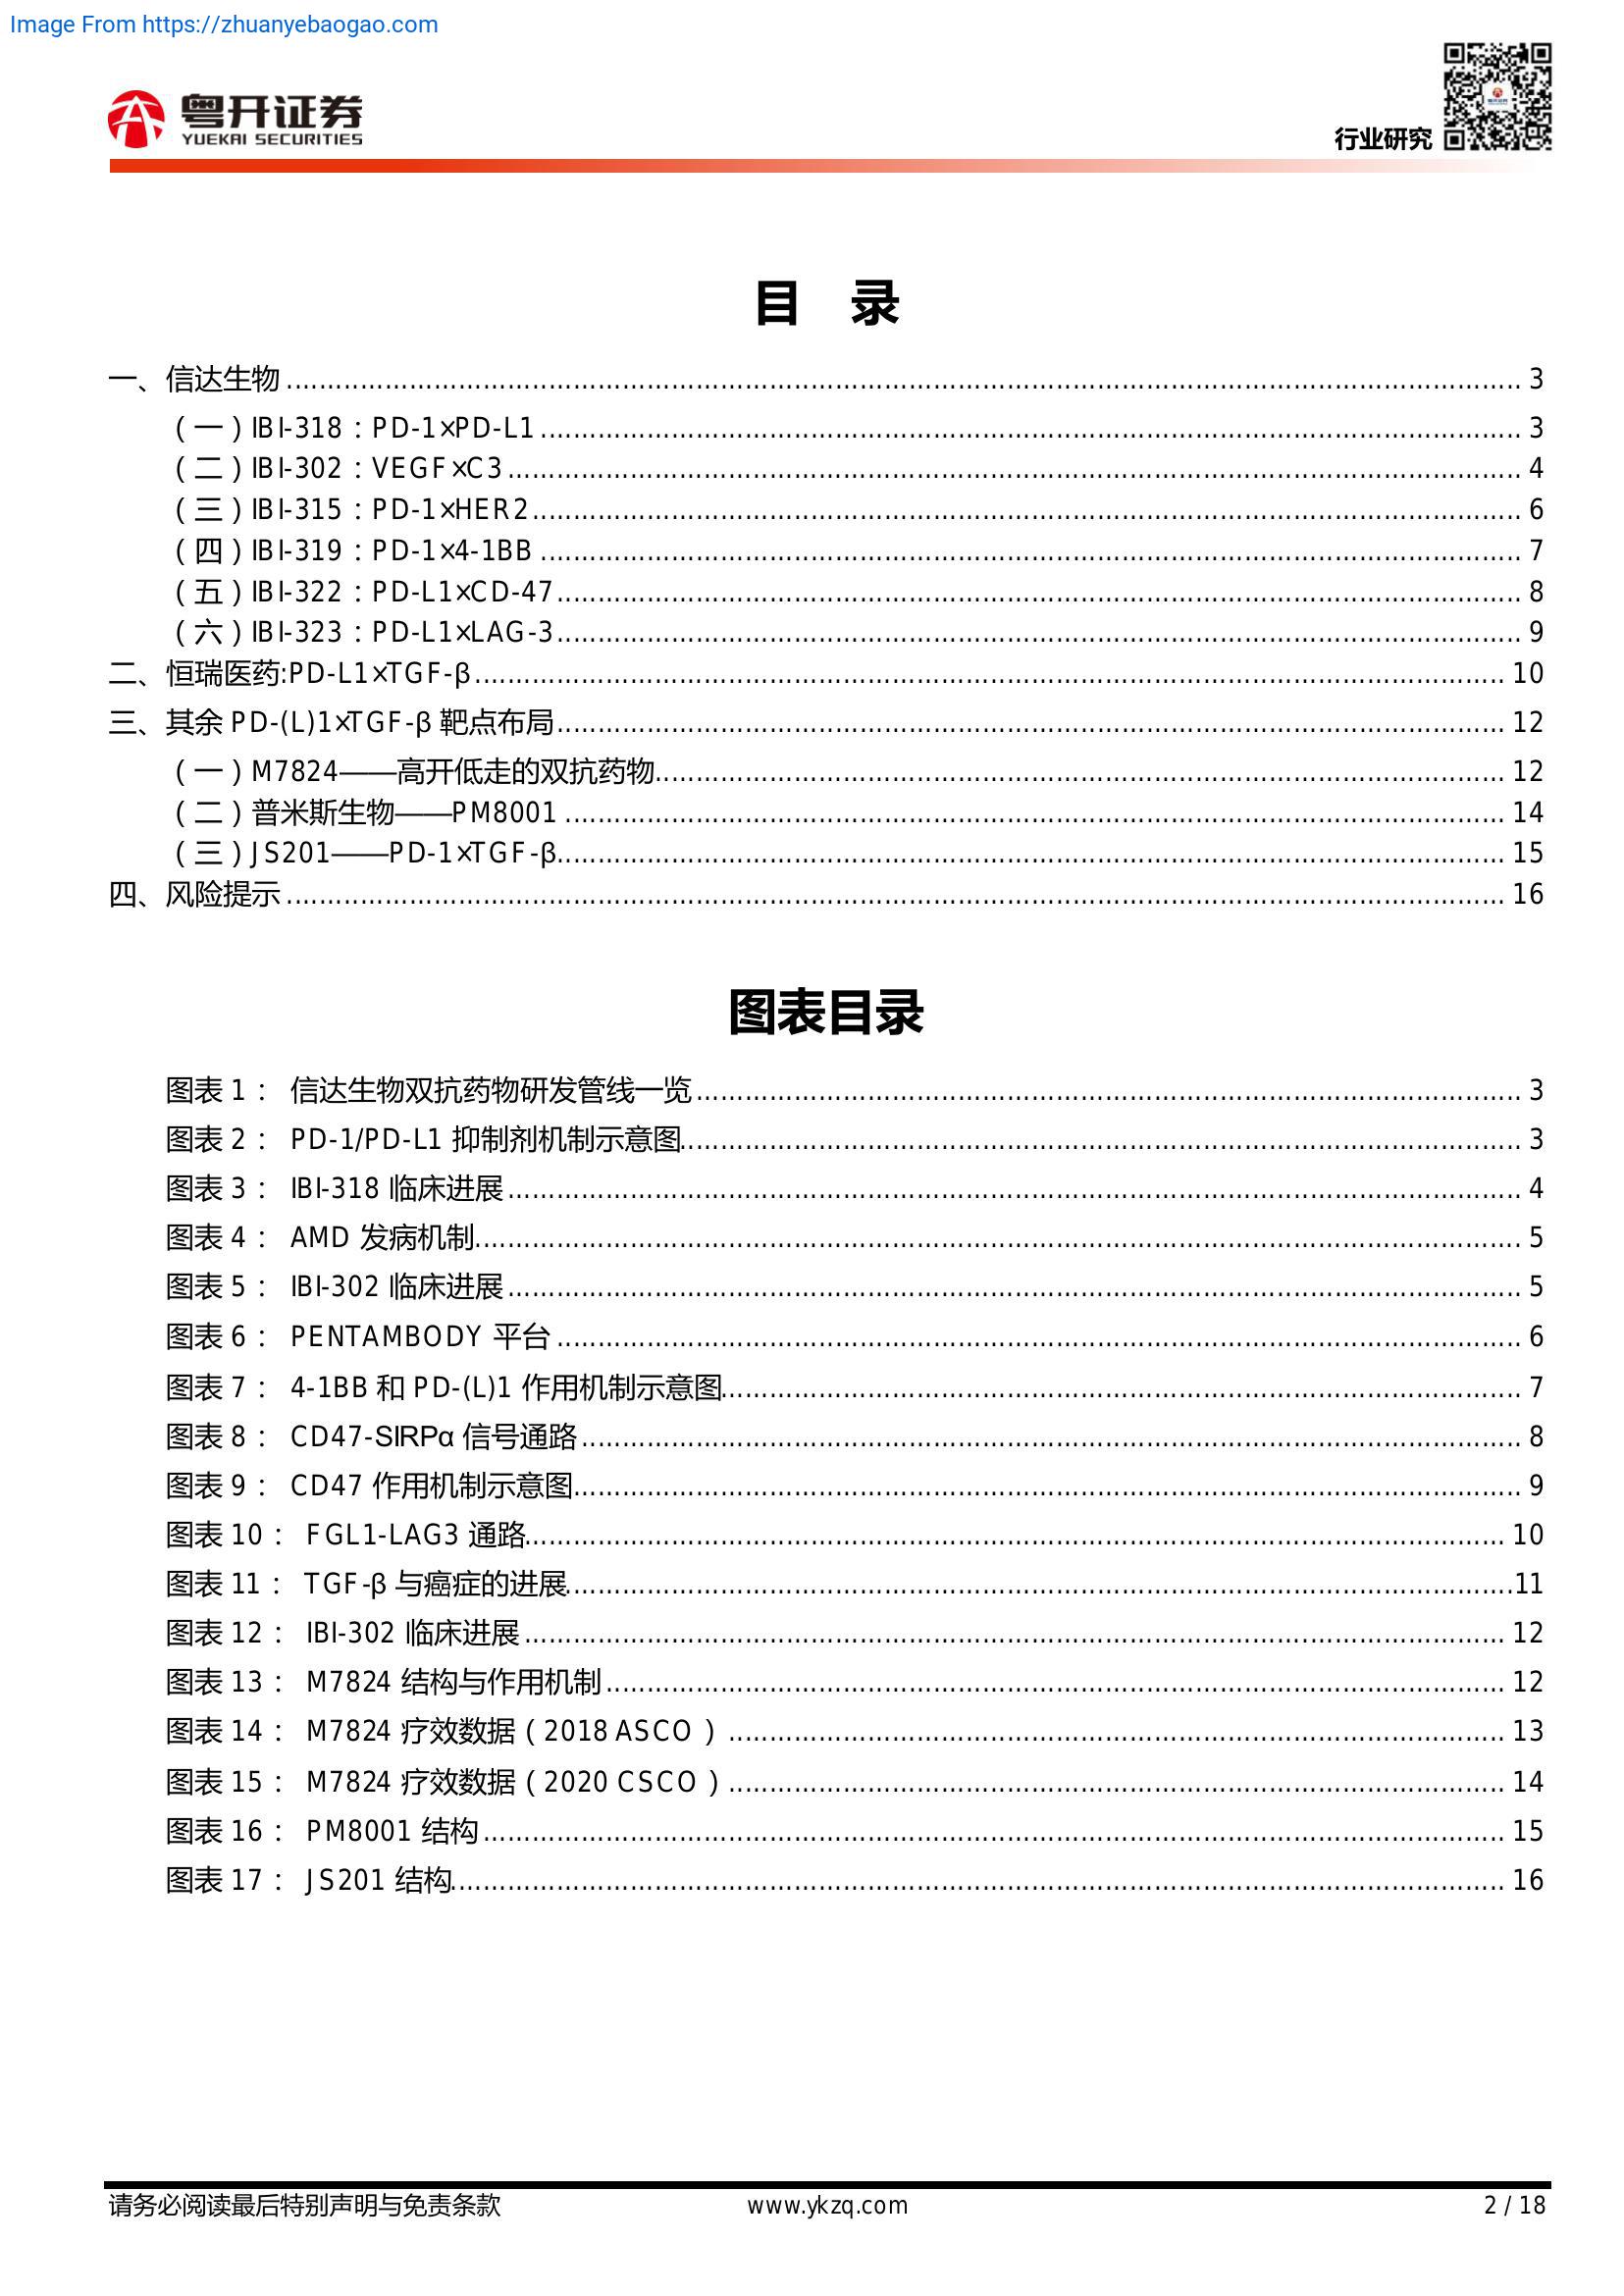 Image From https://zhuanyebaogao.com
粤开证券
YUEKAI SECURITIES
行业研究
目 录
一、信达生物 3
（一）IBI-318：PD-1×PD-L1 3
（二）IBI-302：VEGF×C3 4
（三）IBI-315：PD-1×HER2 6
（四）IBI-319：PD-1×4-1BB 7
（五）IBI-322：PD-L1×CD-47 8
（六）IBI-323：PD-L1×LAG-3 9
二、恒瑞医药:PD-L1×TGF-β 10
三、其余 PD-(L)1×TGF-β 靶点布局 12
（一）M7824——高开低走的双抗药物 12
（二）普米斯生物——PM8001 14
（三）JS201——PD-1×TGF-β 15
四、风险提示 16
图表目录
图表 1： 信达生物双抗药物研发管线一览 3
图表 2： PD-1/PD-L1 抑制剂机制示意图 3
图表 3： IBI-318 临床进展 4
图表 4： AMD 发病机制 5
图表 5： IBI-302 临床进展 5
图表 6： PENTAMBODY 平台 6
图表 7： 4-1BB 和 PD-(L)1 作用机制示意图 7
图表 8： CD47-SIRPα 信号通路 8
图表 9： CD47 作用机制示意图 9
图表 10： FGL1-LAG3 通路 10
图表 11： TGF-β 与癌症的进展 11
图表 12： IBI-302 临床进展 12
图表 13： M7824 结构与作用机制 12
图表 14： M7824 疗效数据（2018 ASCO） 13
图表 15： M7824 疗效数据（2020 CSCO） 14
图表 16： PM8001 结构 15
图表 17： JS201 结构 16
请务必阅读最后特别声明与免责条款 www.ykzq.com 2 / 18